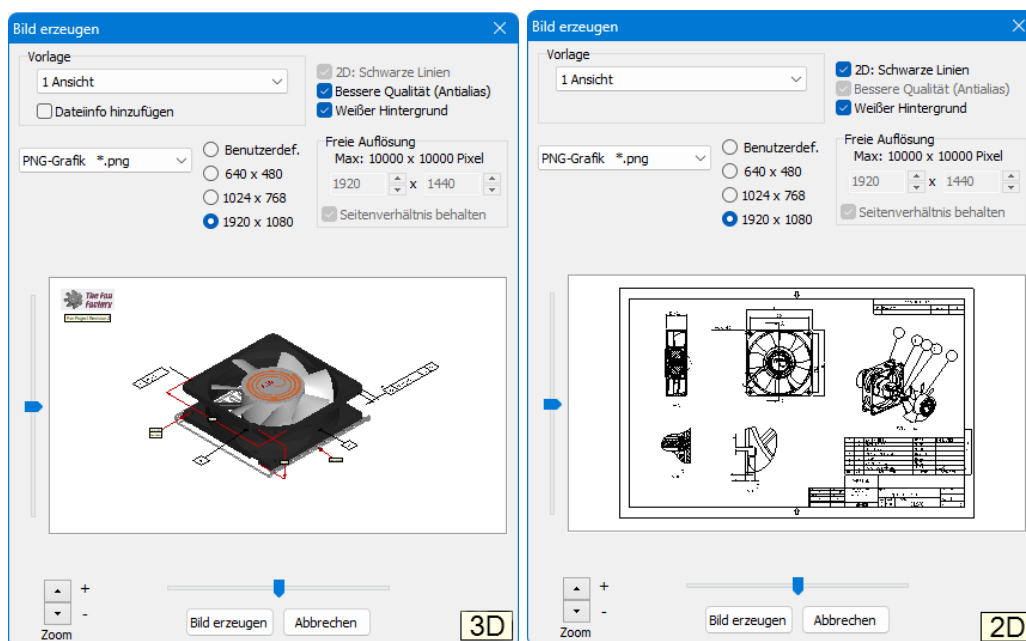 Bild erzeugen
Vorlage
1 Ansicht
Dateiinfo hinzufügen
2D: Schwarze Linien
Bessere Qualität (Antialias)
Weißer Hintergrund
PNG-Grafik *.png
Benutzerdef.
640 x 480
1024 x 768
1920 x 1080
Freie Auflösung
Max: 10000 x 10000 Pixel
1920 x 1440
Seitenverhältnis behalten
The Fan
Factory
+
-
Zoom
Bild erzeugen
Abbrechen
3D
Bild erzeugen
Vorlage
1 Ansicht
2D: Schwarze Linien
Bessere Qualität (Antialias)
Weißer Hintergrund
PNG-Grafik *.png
Benutzerdef.
640 x 480
1024 x 768
1920 x 1080
Freie Auflösung
Max: 10000 x 10000 Pixel
1920 x 1440
Seitenverhältnis behalten
+
-
Zoom
Bild erzeugen
Abbrechen
2D